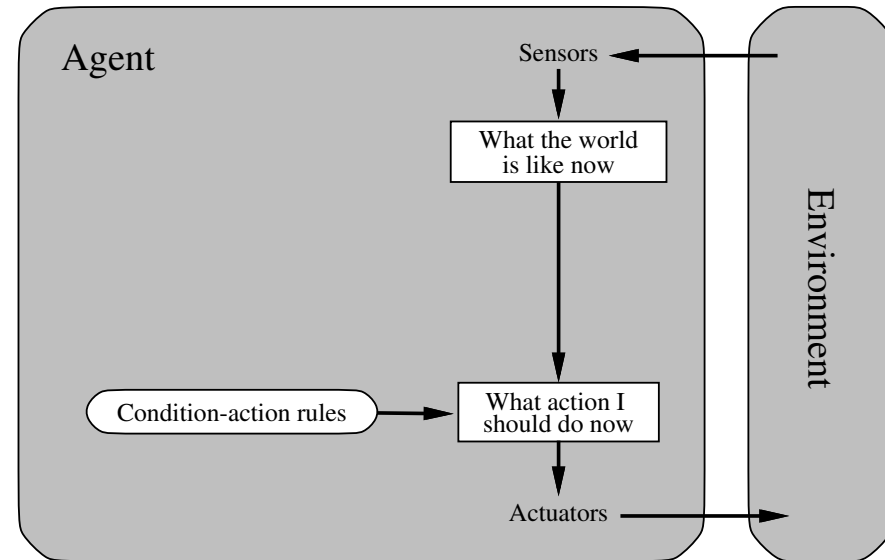 Agent
Sensors
What the world
is like now
Environment
Condition-action rules
What action I
should do now
Actuators